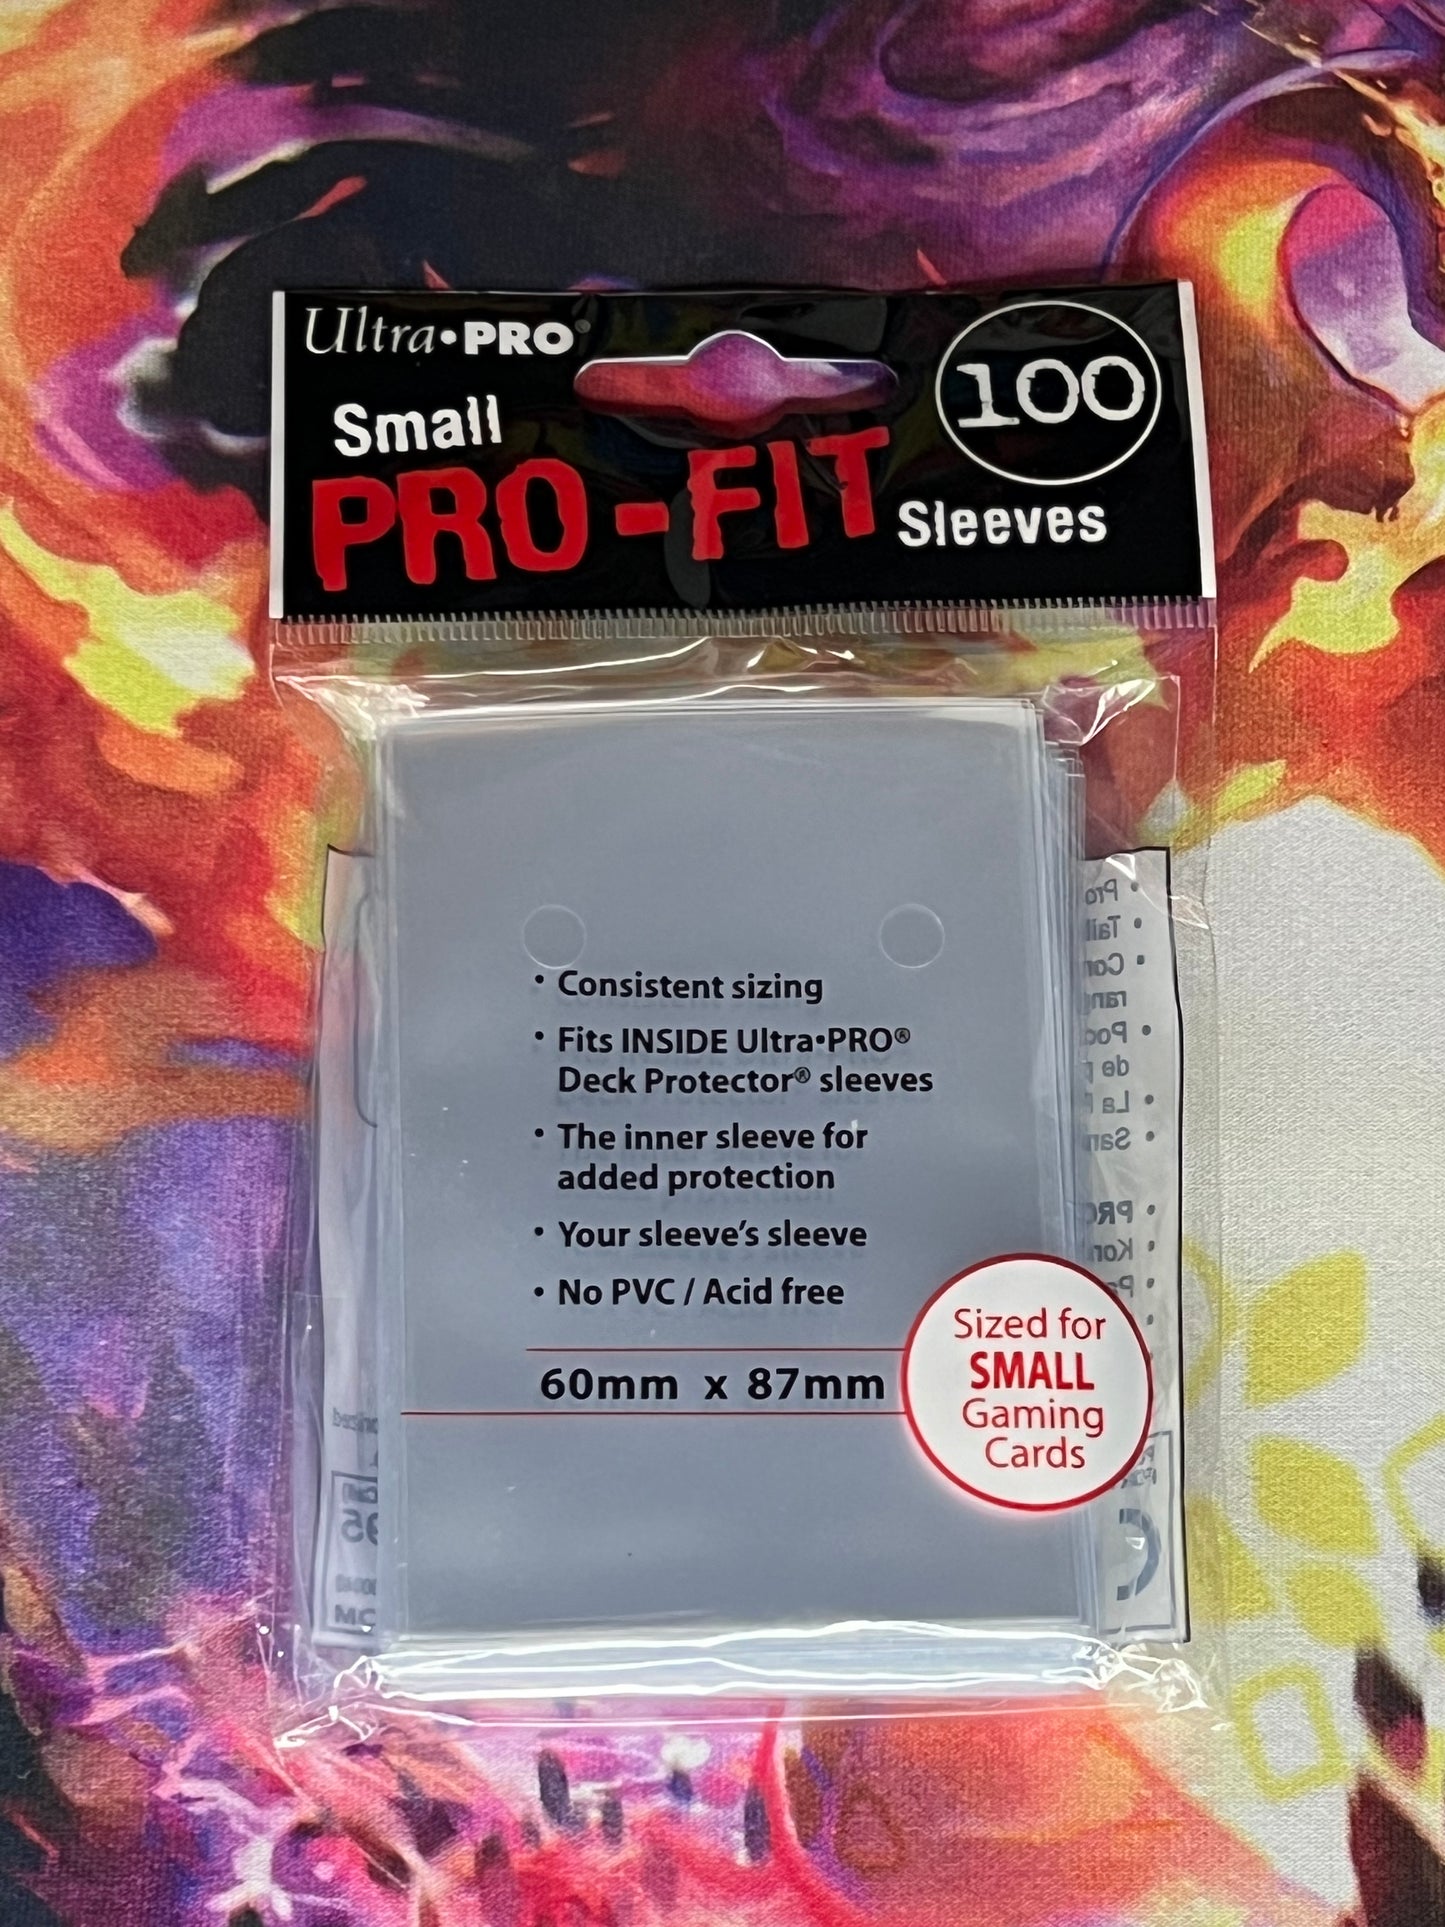 Ultra•PRO®
100
Small
PRO-FIT
Sleeves
• Consistent sizing
• Fits INSIDE Ultra•PRO®
Deck Protector® sleeves
• The inner sleeve for
added protection
• Your sleeve's sleeve
• No PVC / Acid free
60mm x 87mm
Sized for
SMALL
Gaming
Cards